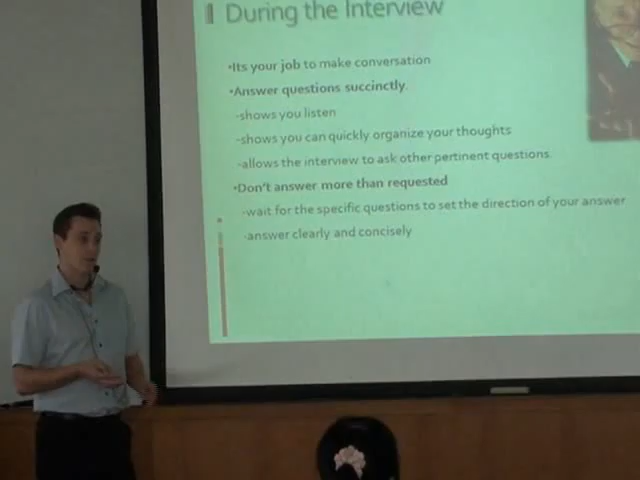 During the Interview
•Its your job to make conversation
•Answer questions succinctly.
-shows you listen
-shows you can quickly organize your thoughts
-allows the interview to ask other pertinent questions.
•Don't answer more than requested
-wait for the specific questions to set the direction of your answer
-answer clearly and concisely